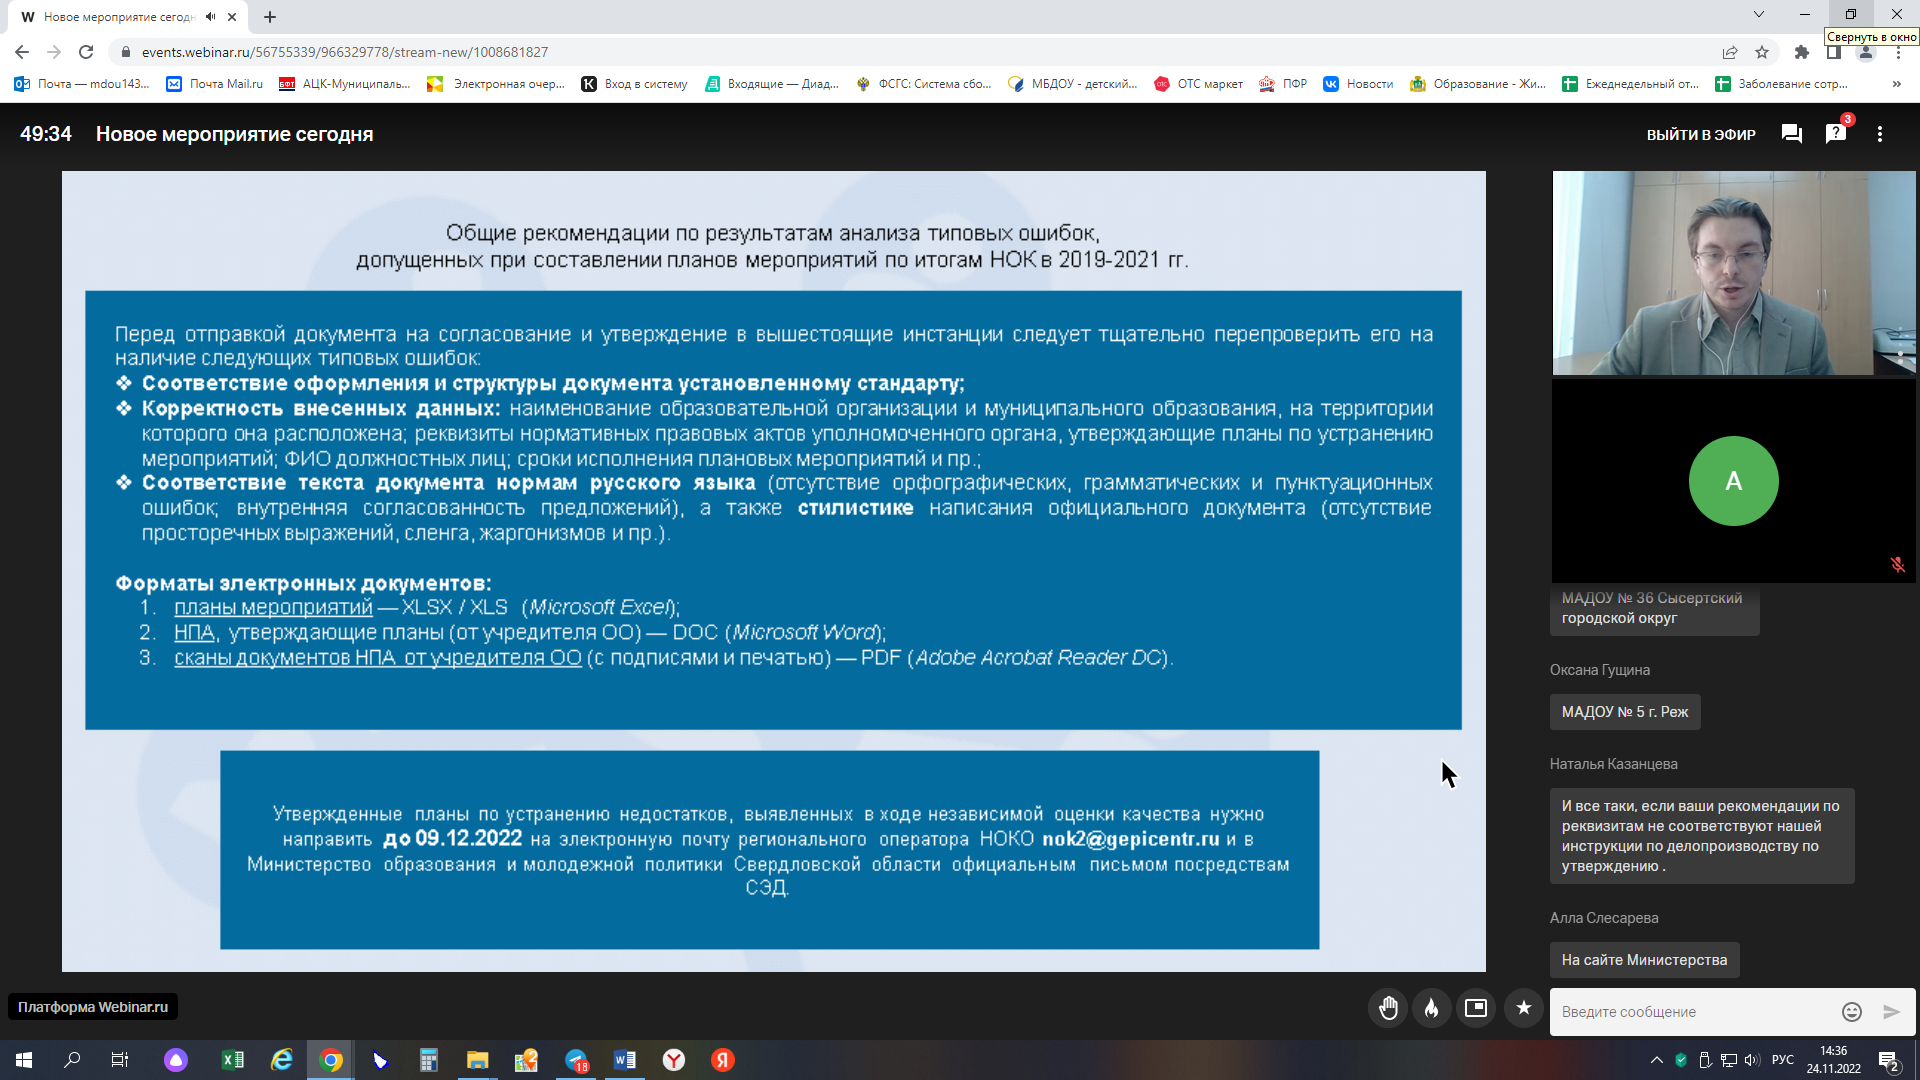 W Новое мероприятие сегодн
Свернуть в окно
events.webinar.ru/56755339/966329778/stream-new/1008681827
Почта — mdou143...
Почта Mail.ru
БФТ АЦК-Муниципаль...
Электронная очер...
Вход в систему
Входящие — Диад...
ФСГС: Система сбо...
МБДОУ - детский...
ОТС маркет
ПФР
Новости
Образование - Жи...
Ежеднедельный от...
Заболевание сотр...
»
49:34 Новое мероприятие сегодня
ВЫЙТИ В ЭФИР
3
Общие рекомендации по результатам анализа типовых ошибок,
допущенных при составлении планов мероприятий по итогам НОК в 2019-2021 гг.
Перед отправкой документа на согласование и утверждение в вышестоящие инстанции следует тщательно перепроверить его на
наличие следующих типовых ошибок:
❖ Соответствие оформления и структуры документа установленному стандарту;
❖ Корректность внесенных данных: наименование образовательной организации и муниципального образования, на территории
которого она расположена; реквизиты нормативных правовых актов уполномоченного органа, утверждающие планы по устранению
мероприятий; ФИО должностных лиц; сроки исполнения плановых мероприятий и пр.;
❖ Соответствие текста документа нормам русского языка (отсутствие орфографических, грамматических и пунктуационных
ошибок; внутренняя согласованность предложений), а также стилистике написания официального документа (отсутствие
просторечных выражений, сленга, жаргонизмов и пр.).
Форматы электронных документов:
1. планы мероприятий — XLSX / XLS (Microsoft Excel);
2. НПА, утверждающие планы (от учредителя ОО) — DOC (Microsoft Word);
3. сканы документов НПА от учредителя ОО (с подписями и печатью) — PDF (Adobe Acrobat Reader DC).
Утвержденные планы по устранению недостатков, выявленных в ходе независимой оценки качества нужно
направить до 09.12.2022 на электронную почту регионального оператора НОКО nok2@gepicentr.ru и в
Министерство образования и молодежной политики Свердловской области официальным письмом посредствам
СЭД.
А
МАДОУ № 36 Сысертский
городской округ
Оксана Гущина
МАДОУ № 5 г. Реж
Наталья Казанцева
И все таки, если ваши рекомендации по
реквизитам не соответствуют нашей
инструкции по делопроизводству по
утверждению .
Алла Слесарева
На сайте Министерства
Введите сообщение
Платформа Webinar.ru
18
РУС
14:36
24.11.2022
2